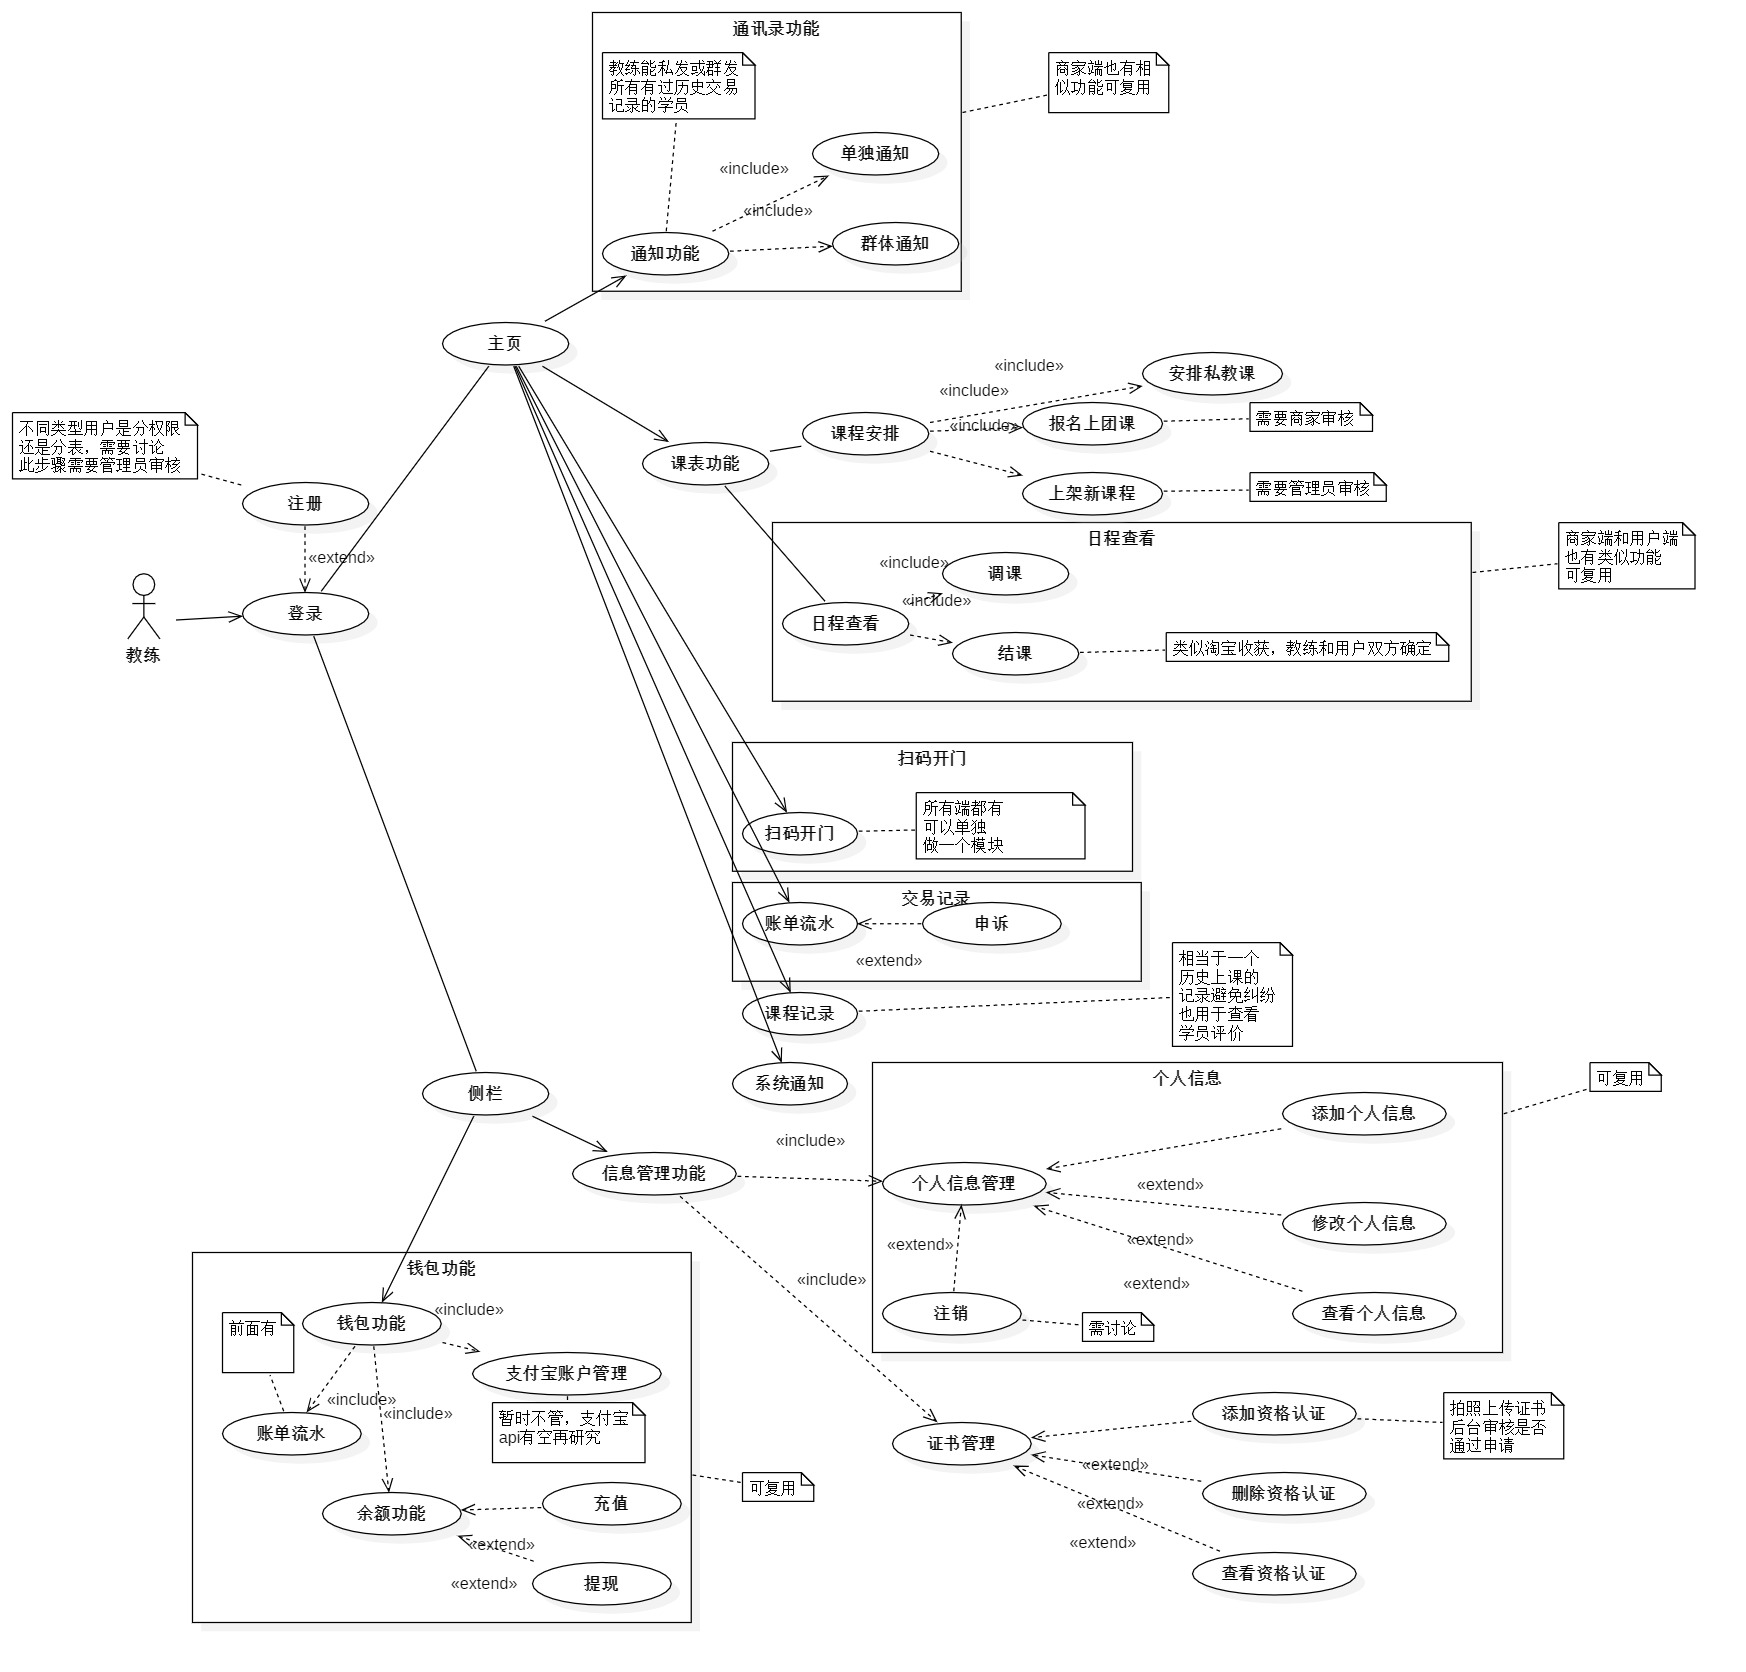 通讯录功能
教练能私发或群发
所有有过历史交易
记录的学员
商家端也有相
似功能可复用
单独通知
«include»
«include»
通知功能
群体通知
主页
«include»
安排私教课
«include»
课程安排
«include»
报名上团课
需要商家审核
课表功能
上架新课程
需要管理员审核
不同类型用户是分权限
还是分表，需要讨论
此步骤需要管理员审核
注册
«extend»
登录
教练
日程查看
商家端和用户端
也有类似功能
可复用
«include»
调课
«include»
日程查看
结课
类似淘宝收获，教练和用户双方确定
扫码开门
所有端都有
可以单独
做一个模块
扫码开门
交易记录
账单流水
申诉
«extend»
相当于一个
历史上课的
记录避免纠纷
也用于查看
学员评价
课程记录
系统通知
侧栏
个人信息
可复用
添加个人信息
«include»
信息管理功能
个人信息管理
«extend»
修改个人信息
«extend»
«extend»
«include»
«extend»
注销
需讨论
查看个人信息
钱包功能
钱包功能
«include»
前面有
支付宝账户管理
«include»
«include»
暂时不管，支付宝
api有空再研究
账单流水
可复用
余额功能
充值
«extend»
«extend»
提现
证书管理
添加资格认证
拍照上传证书
后台审核是否
通过申请
«extend»
删除资格认证
«extend»
«extend»
查看资格认证